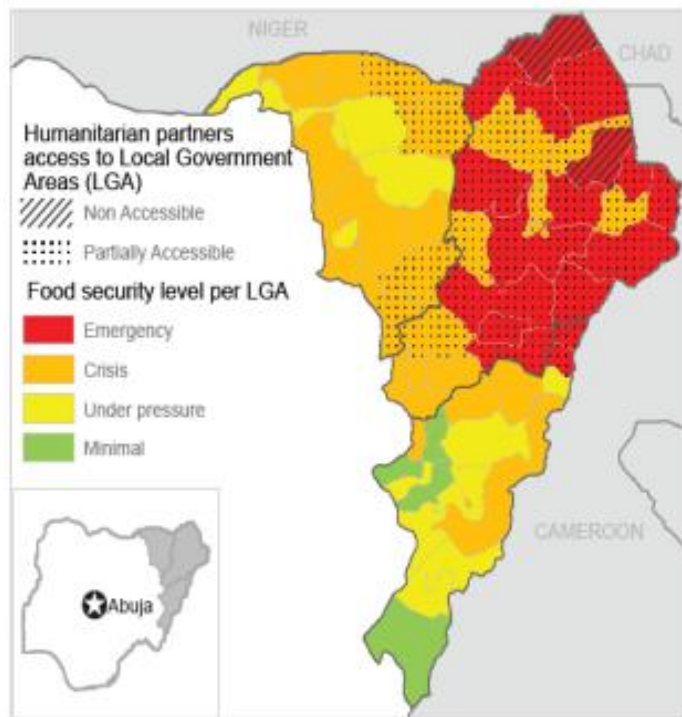 NIGER
CHAD
Humanitarian partners
access to Local Government
Areas (LGA)
Non Accessible
Partially Accessible
Food security level per LGA
Emergency
Crisis
Under pressure
Minimal
CAMEROON
Abuja